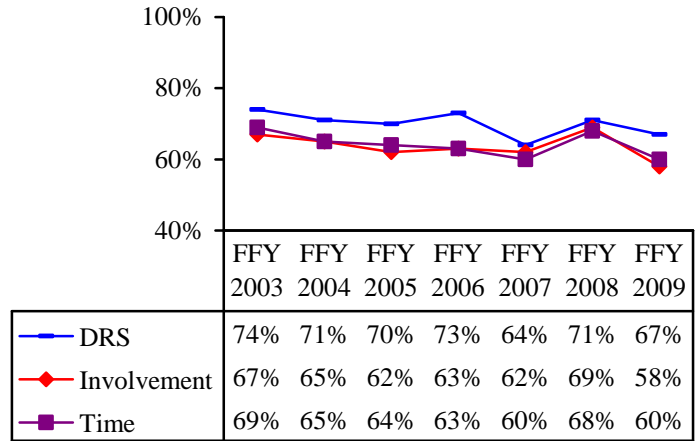 100%
80%
60%
40%
FFY FFY FFY FFY FFY FFY FFY
2003 2004 2005 2006 2007 2008 2009
DRS 74% 71% 70% 73% 64% 71% 67%
Involvement 67% 65% 62% 63% 62% 69% 58%
Time 69% 65% 64% 63% 60% 68% 60%